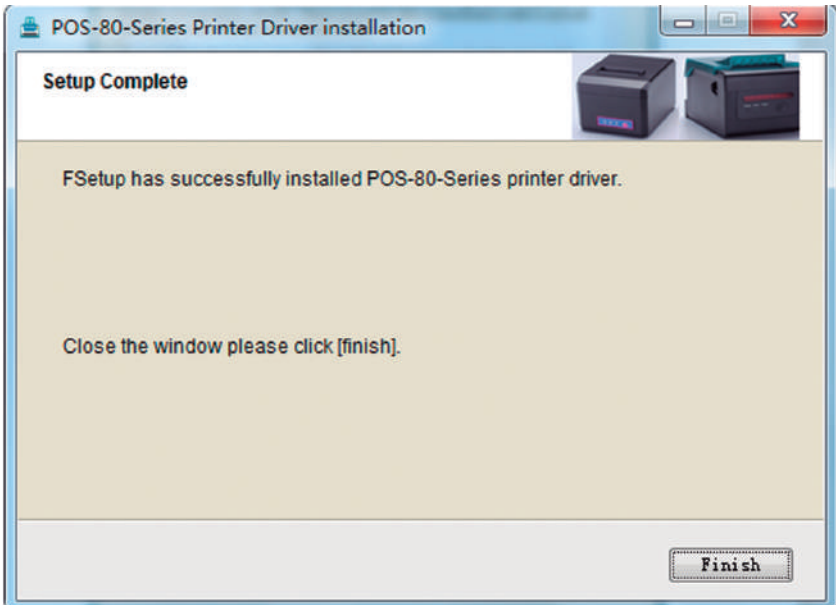 POS-80-Series Printer Driver installation
Setup Complete
FSetup has successfully installed POS-80-Series printer driver.
Close the window please click [finish].
Finish